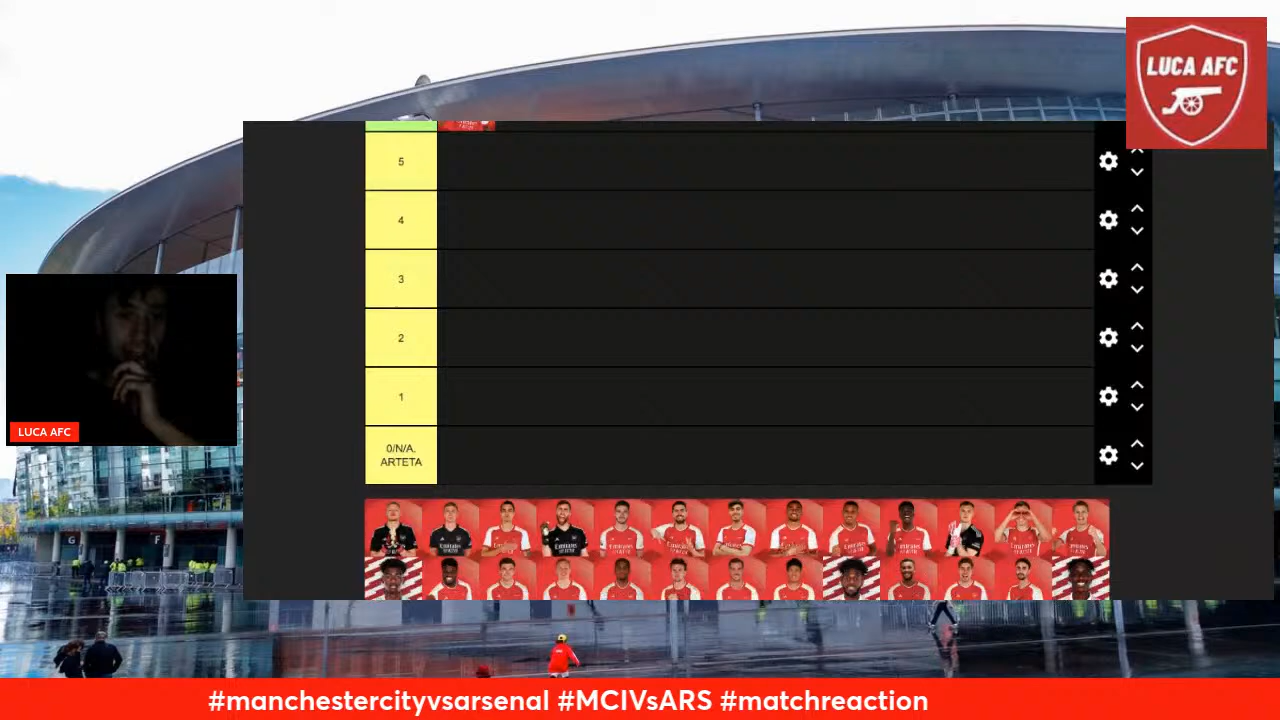 LUCA AFC
5
4
3
2
1
0/N/A.
ARTETA
LUCA AFC
G F
#manchestercityvsarsenal #MCIVsARS #matchreaction